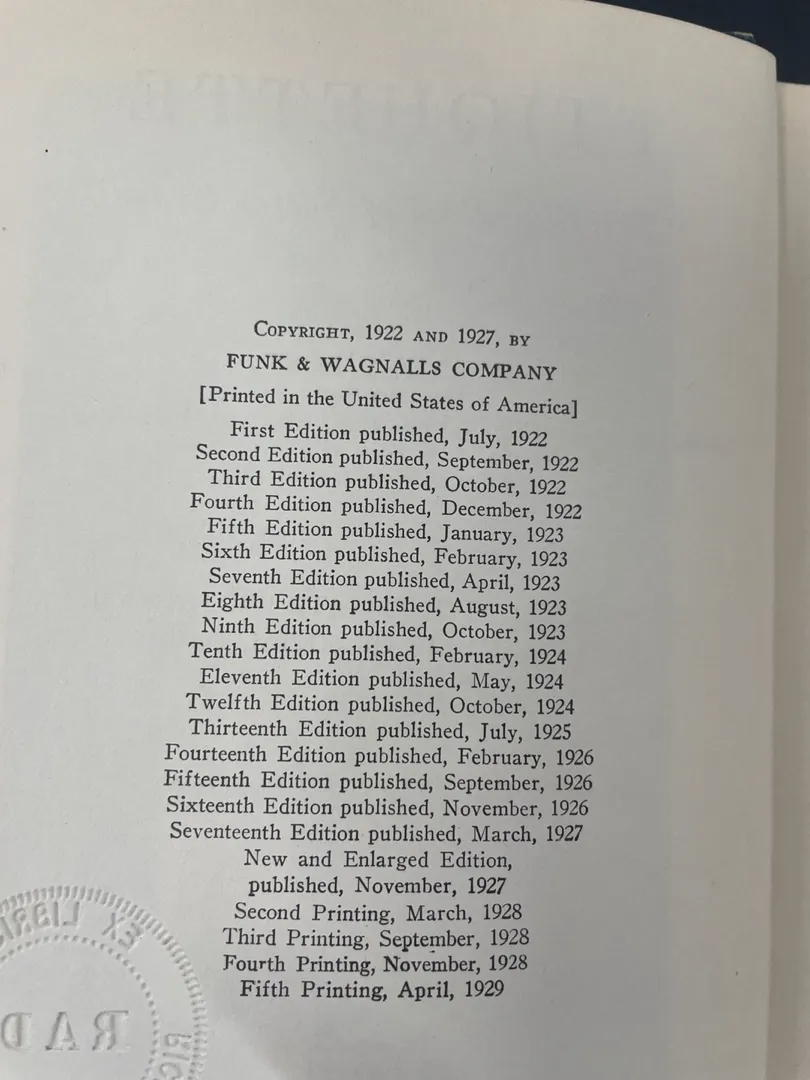 COPYRIGHT, 1922 AND 1927, BY
FUNK & WAGNALLS COMPANY
[Printed in the United States of America]
First Edition published, July, 1922
Second Edition published, September, 1922
Third Edition published, October, 1922
Fourth Edition published, December, 1922
Fifth Edition published, January, 1923
Sixth Edition published, February, 1923
Seventh Edition published, April, 1923
Eighth Edition published, August, 1923
Ninth Edition published, October, 1923
Tenth Edition published, February, 1924
Eleventh Edition published, May, 1924
Twelfth Edition published, October, 1924
Thirteenth Edition published, July, 1925
Fourteenth Edition published, February, 1926
Fifteenth Edition published, September, 1926
Sixteenth Edition published, November, 1926
Seventeenth Edition published, March, 1927
New and Enlarged Edition,
published, November, 1927
Second Printing, March, 1928
Third Printing, September, 1928
Fourth Printing, November, 1928
Fifth Printing, April, 1929